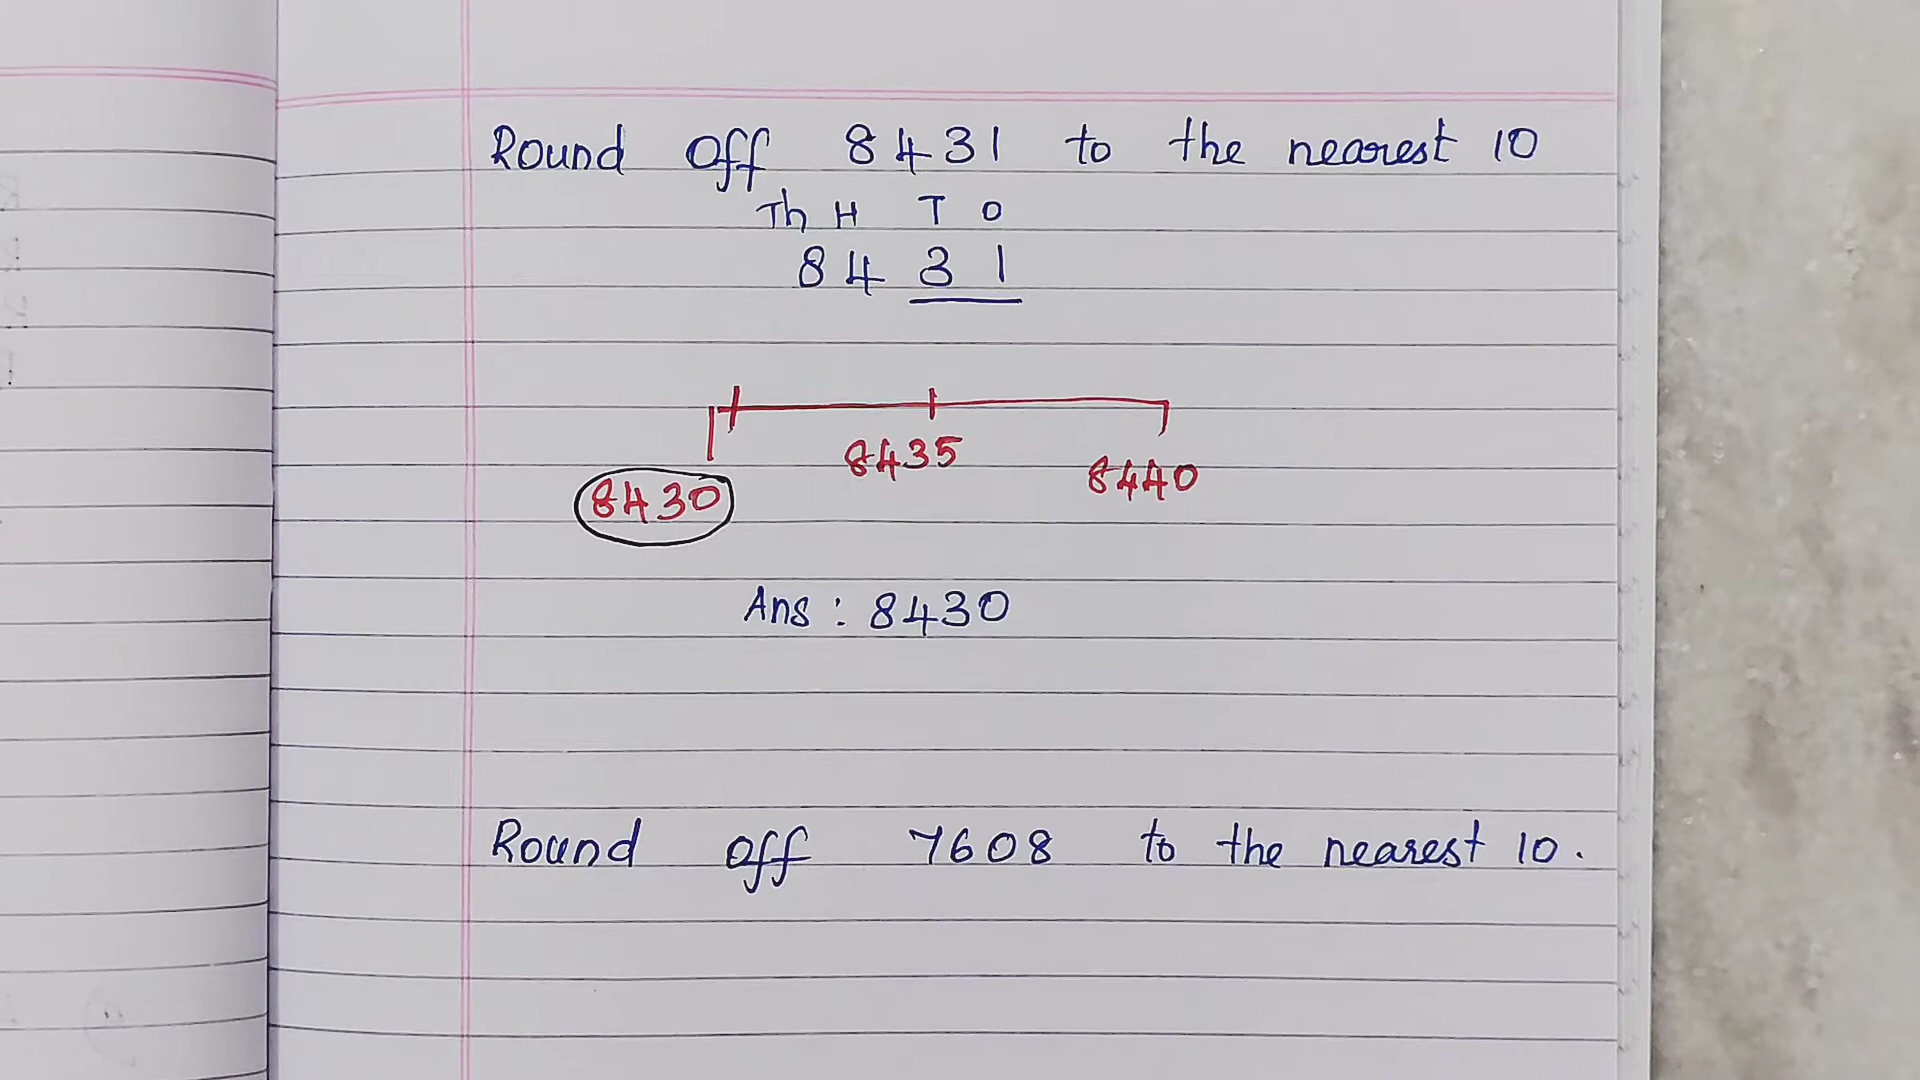 Round off 8431 to the nearest 10
Th H T O
8 4 3 1
8435
8440
8430
Ans : 8430
Round off 7608 to the nearest 10.